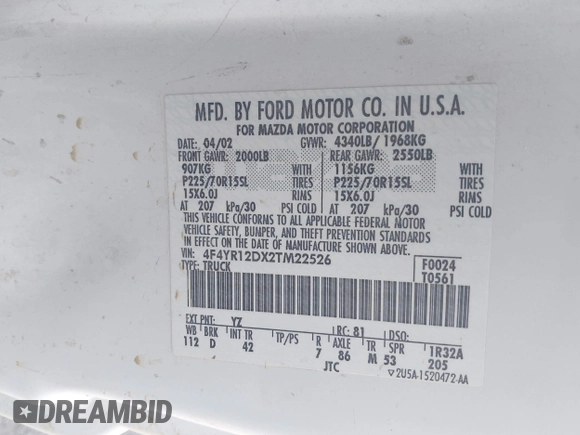 MFD. BY FORD MOTOR CO. IN U.S.A.
FOR MAZDA MOTOR CORPORATION
DATE: 04/02 GVWR: 4340LB/ 1968KG
FRONT GAWR: 2000LB REAR GAWR: 2550LB
907KG WITH 1156KG WITH
P225/70R15SL TIRES P225/70R15SL TIRES
15X6.0J RIMS 15X6.0J RIMS
AT 207 kPa/30 PSI COLD AT 207 kPa/30 PSI COLD
THIS VEHICLE CONFORMS TO ALL APPLICABLE FEDERAL MOTOR
VEHICLE SAFETY, BUMPER, AND THEFT PREVENTION STANDARDS
IN EFFECT ON THE DATE OF MANUFACTURE SHOWN ABOVE.
VIN: 4F4YR12DX2TM22526 F0024
TYPE: TRUCK T0561
EXT PNT: YZ RC: 81 DSO:
WB BRK INT TR TP/PS R AXLE TR SPR 1R32A
112 D 42 7 86 M 53 205
JTC ▽2U5A-1520472-AA
DREAMBID